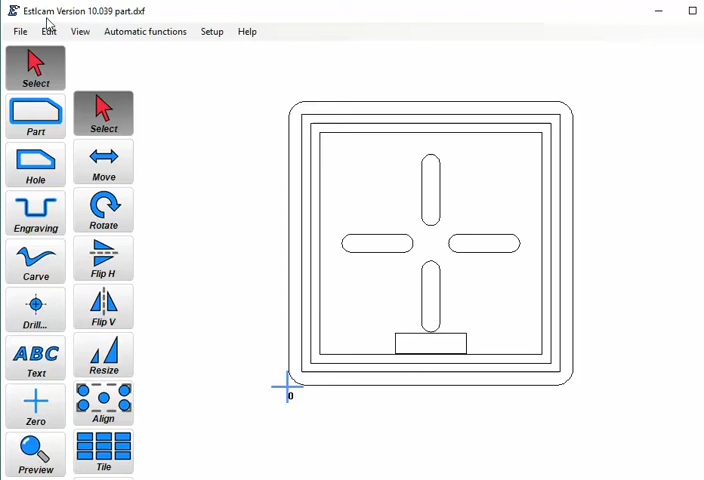 Estlcam Version 10.039 part.dxf
File Edit View Automatic functions Setup Help
Select
Part
Select
Hole
Move
Engraving
Rotate
Carve
Flip H
Drill...
Flip V
ABC
Text
Resize
Zero
Align
Preview
Tile
0